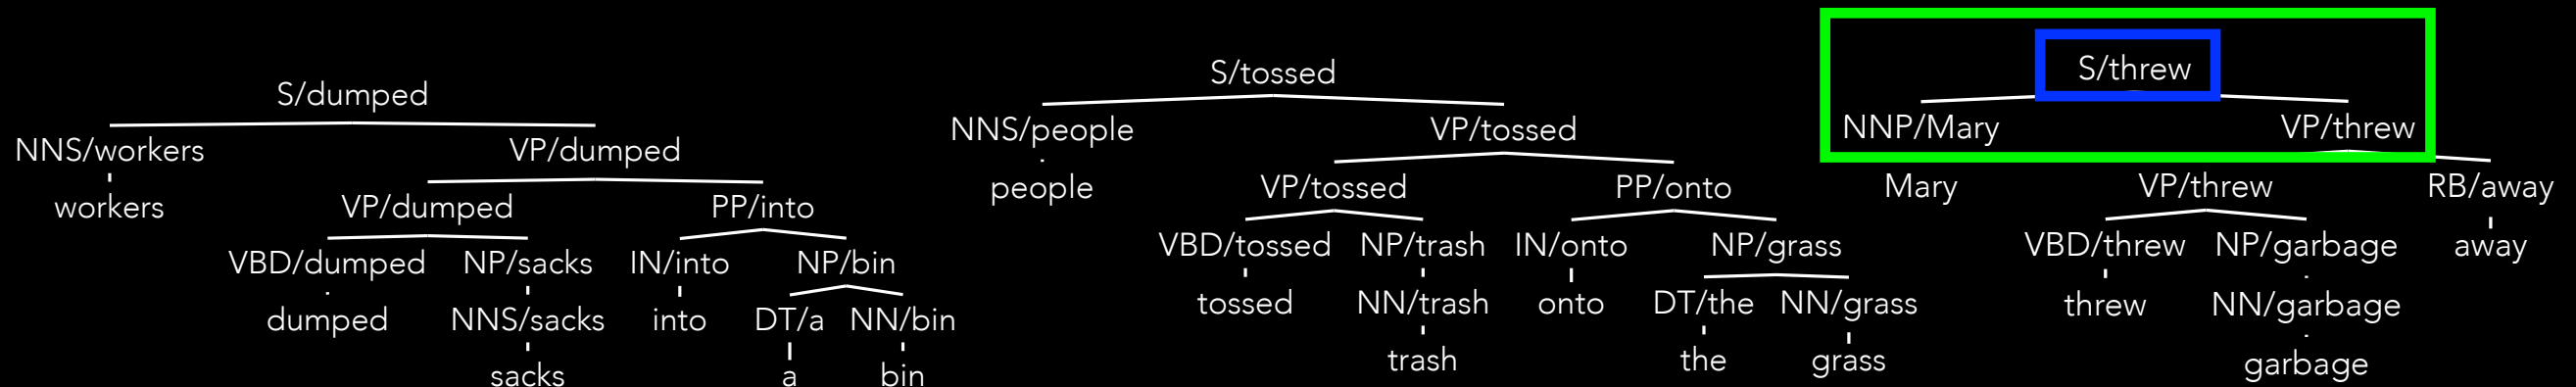 S/dumped
NNS/workers VP/dumped
workers VP/dumped PP/into
VBD/dumped NP/sacks IN/into NP/bin
dumped NNS/sacks into DT/a NN/bin
sacks a bin
S/tossed
NNS/people VP/tossed
people VP/tossed PP/onto
VBD/tossed NP/trash IN/onto NP/grass
tossed NN/trash onto DT/the NN/grass
trash the grass
S/threw
NNP/Mary VP/threw
Mary VP/threw RB/away
VBD/threw NP/garbage away
threw NN/garbage
garbage